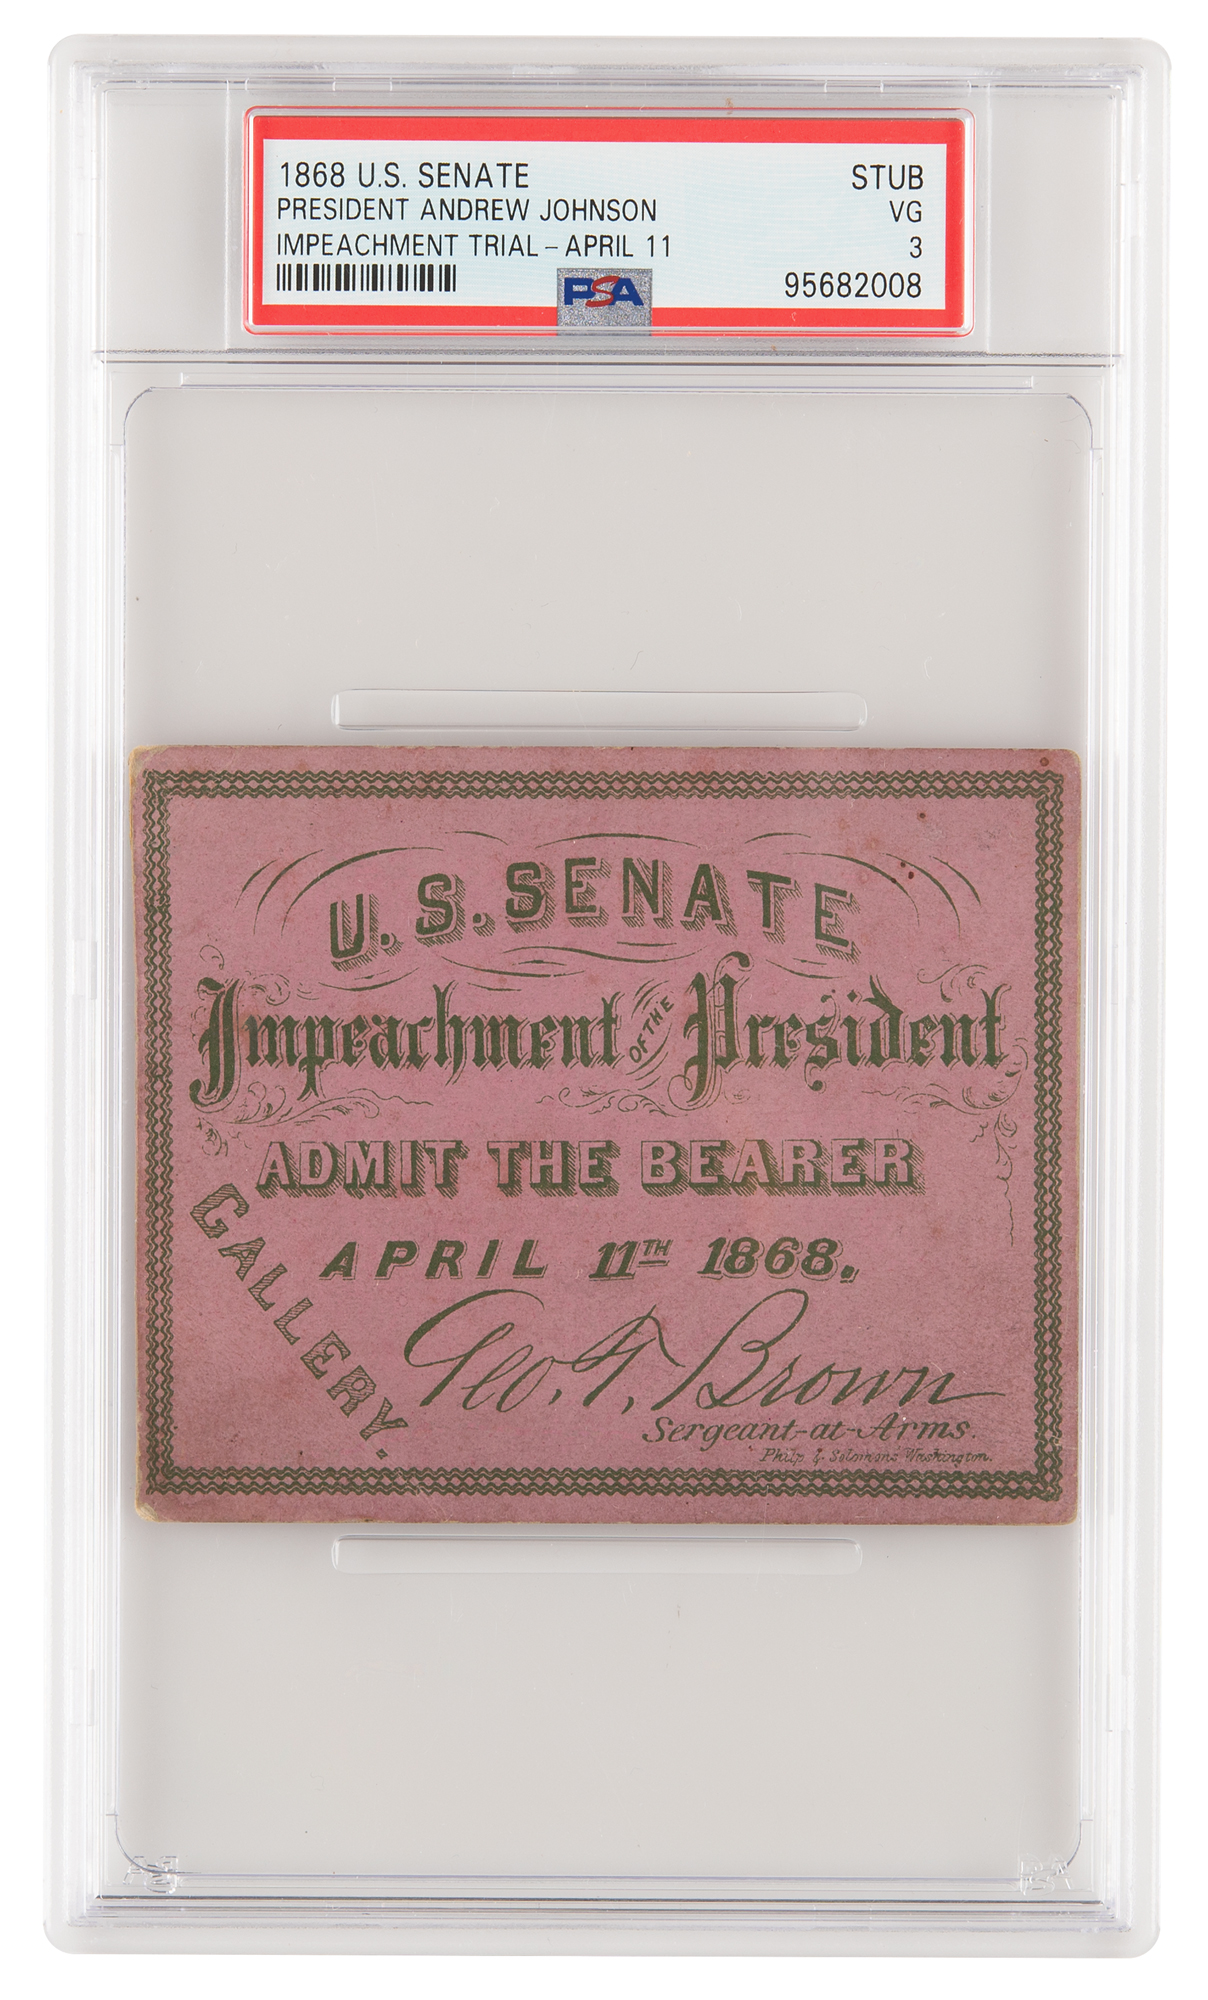 1868 U.S. SENATE STUB
PRESIDENT ANDREW JOHNSON VG
IMPEACHMENT TRIAL – APRIL 11 3
PSA 95682008
U.S. SENATE
Impeachment OF THE President
ADMIT THE BEARER
GALLERY.
APRIL 11TH 1868.
Geo. T. Brown
Sergeant-at-Arms.
Philp & Solomons Washington.